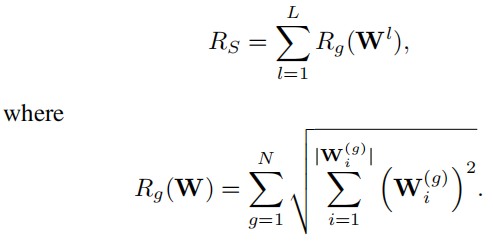 R_S = \sum_{l=1}^{L} R_g(\mathbf{W}^l),
where
R_g(\mathbf{W}) = \sum_{g=1}^{N} \sqrt{\sum_{i=1}^{|\mathbf{W}_i^{(g)}|} \left(\mathbf{W}_i^{(g)}\right)^2}.